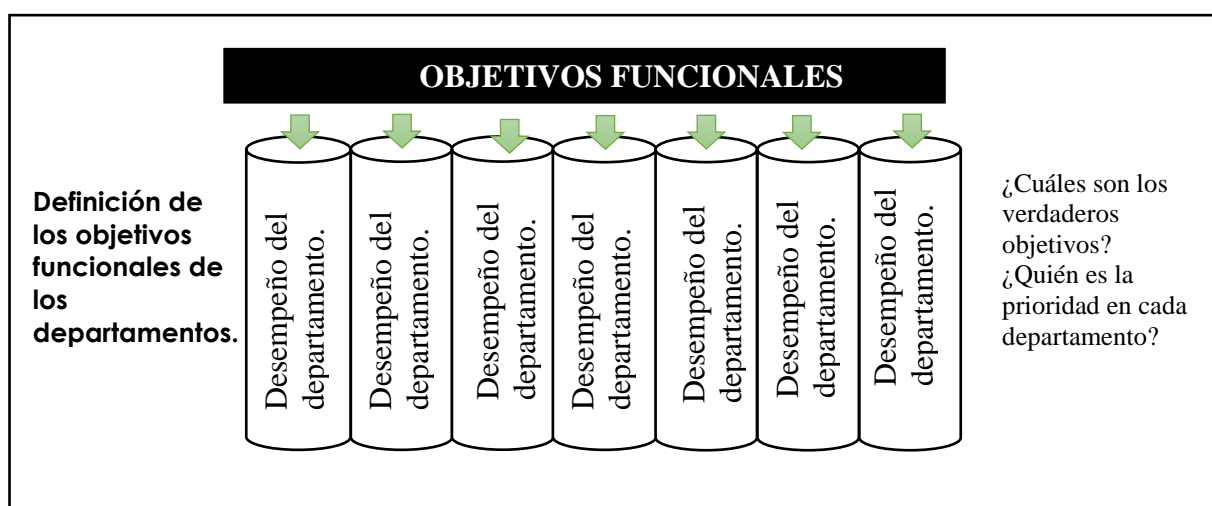 OBJETIVOS FUNCIONALES
Definición de
los objetivos
funcionales de
los
departamentos.
Desempeño del
departamento.
Desempeño del
departamento.
Desempeño del
departamento.
Desempeño del
departamento.
Desempeño del
departamento.
Desempeño del
departamento.
Desempeño del
departamento.
¿Cuáles son los
verdaderos
objetivos?
¿Quién es la
prioridad en cada
departamento?